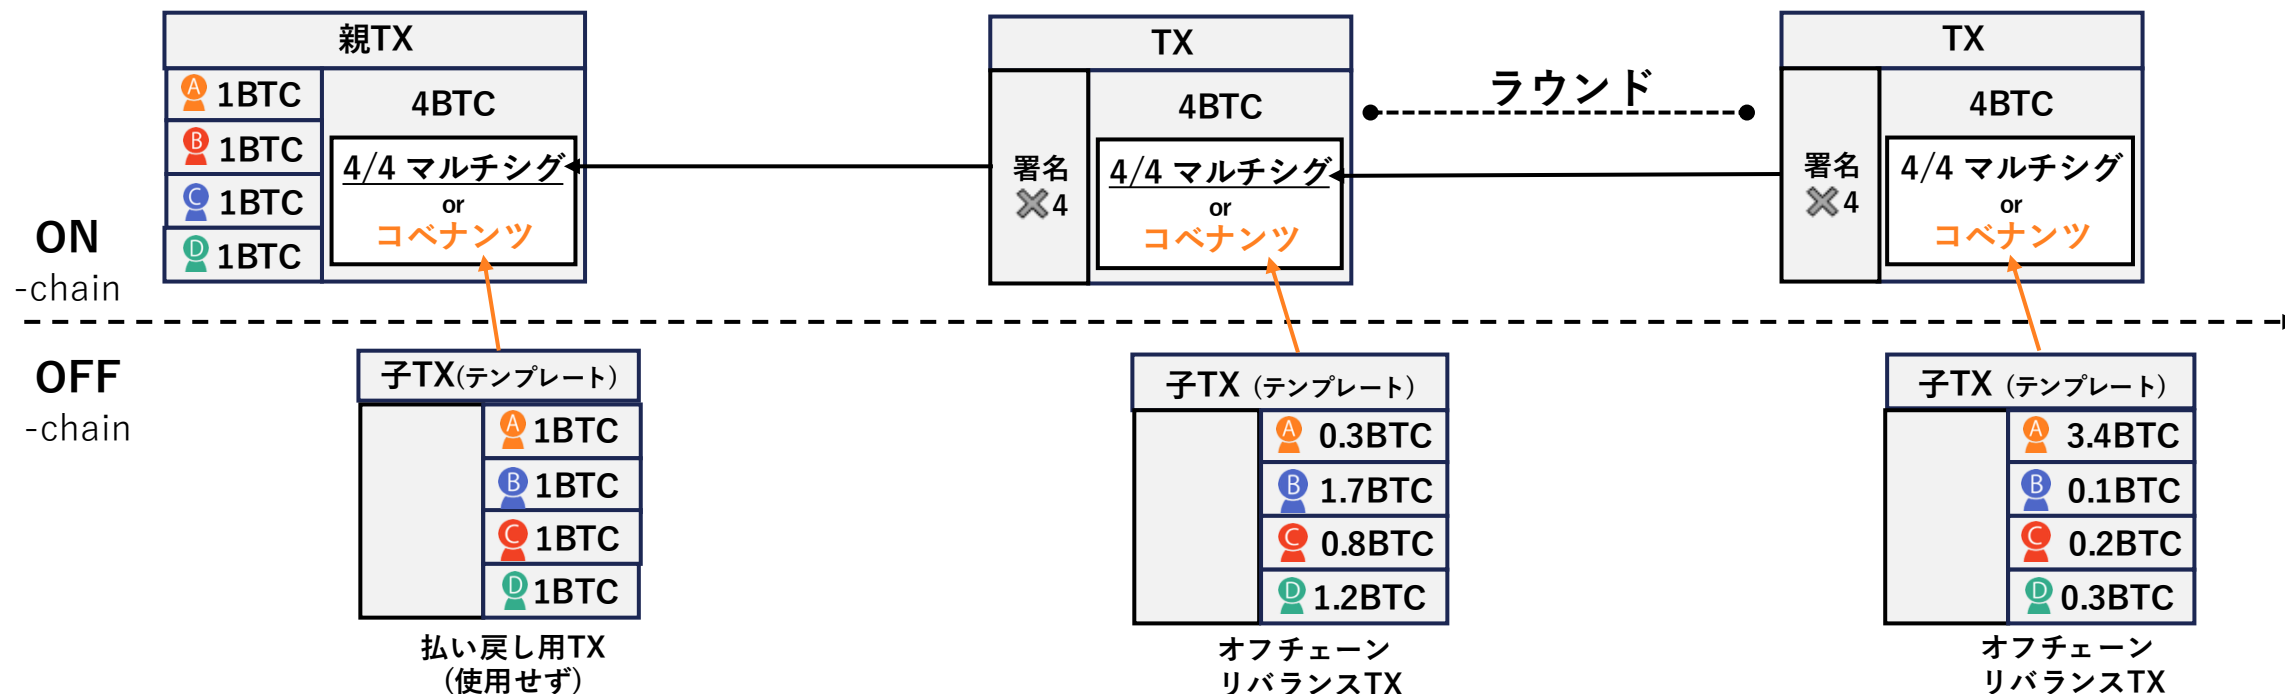 親TX
A 1BTC
B 1BTC
C 1BTC
D 1BTC
4BTC
4/4 マルチシグ
or
コベナンツ
TX
署名
✖4
4BTC
4/4 マルチシグ
or
コベナンツ
ラウンド
TX
署名
✖4
4BTC
4/4 マルチシグ
or
コベナンツ
ON
-chain
OFF
-chain
子TX(テンプレート)
A 1BTC
B 1BTC
C 1BTC
D 1BTC
払い戻し用TX
(使用せず)
子TX (テンプレート)
A 0.3BTC
B 1.7BTC
C 0.8BTC
D 1.2BTC
オフチェーン
リバランスTX
子TX (テンプレート)
A 3.4BTC
B 0.1BTC
C 0.2BTC
D 0.3BTC
オフチェーン
リバランスTX